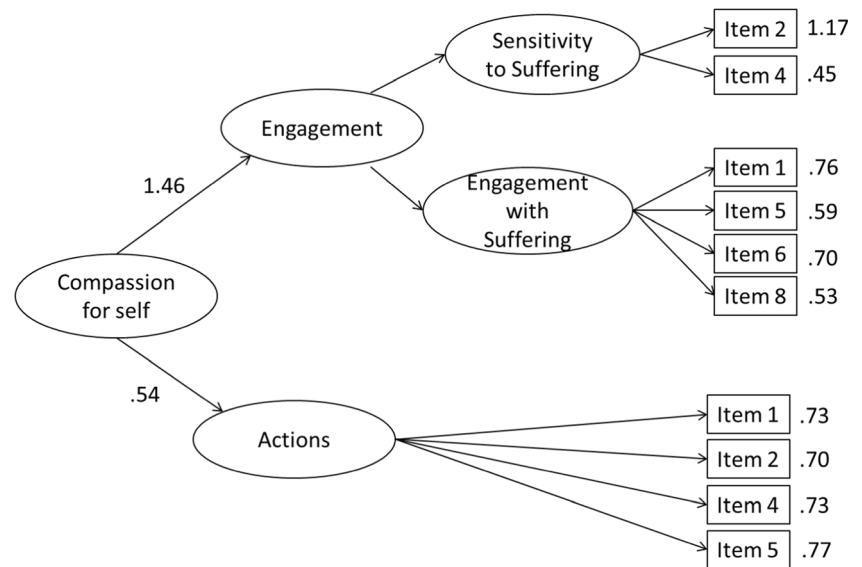 Sensitivity
to Suffering
Item 2 1.17
Item 4 .45
Engagement
1.46
Engagement
with
Suffering
Item 1 .76
Item 5 .59
Item 6 .70
Item 8 .53
Compassion
for self
.54
Actions
Item 1 .73
Item 2 .70
Item 4 .73
Item 5 .77